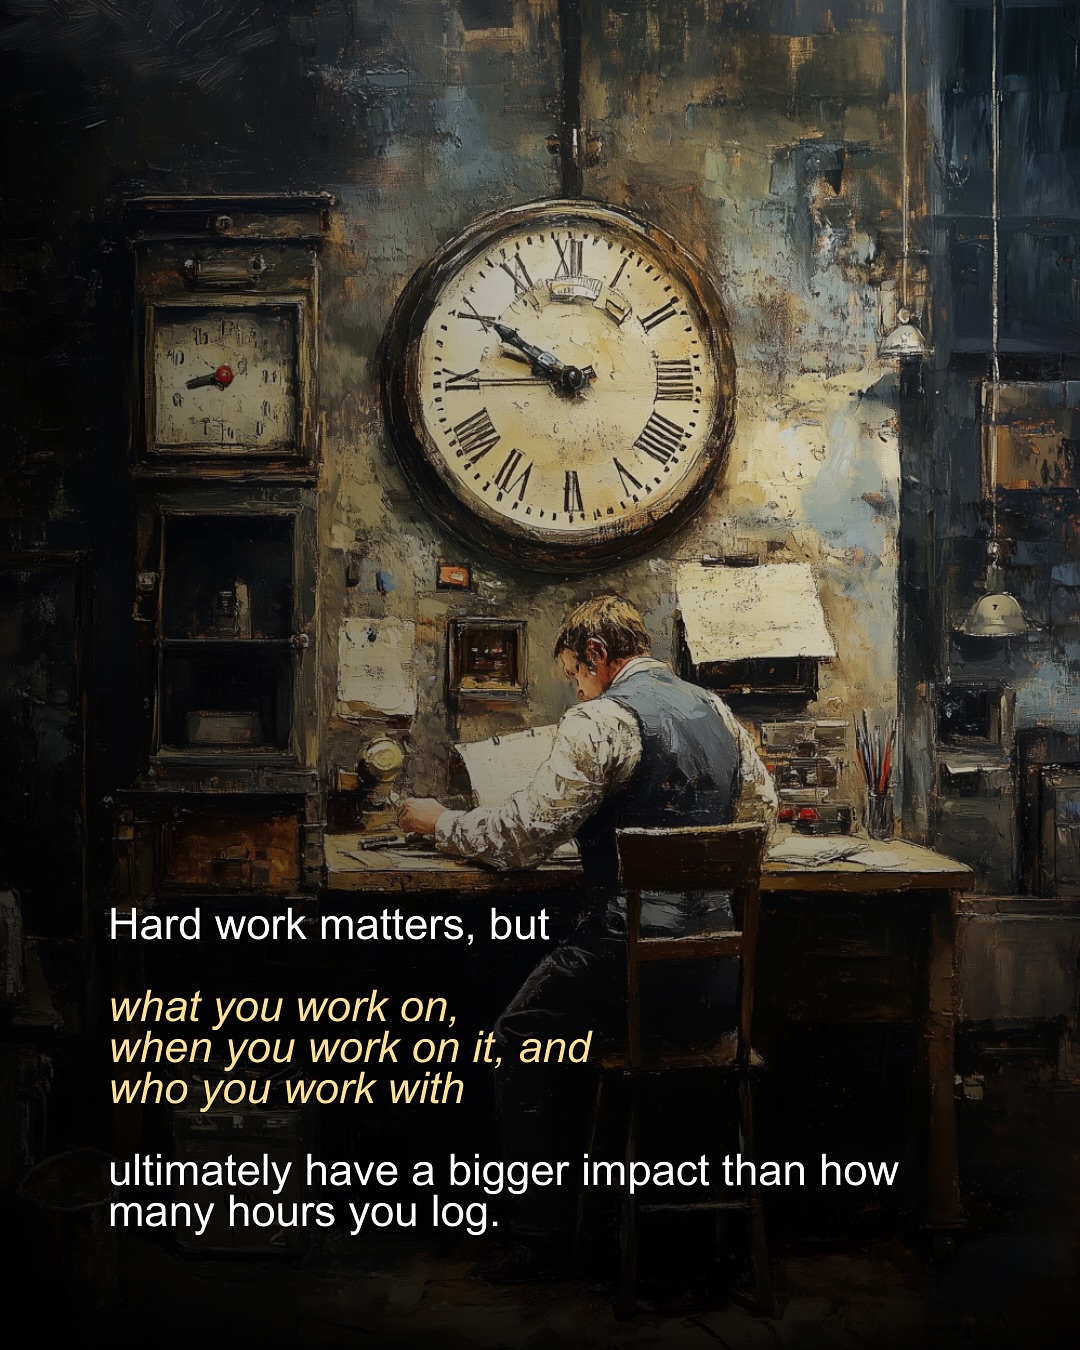 Hard work matters, but
what you work on,
when you work on it, and
who you work with
ultimately have a bigger impact than how
many hours you log.